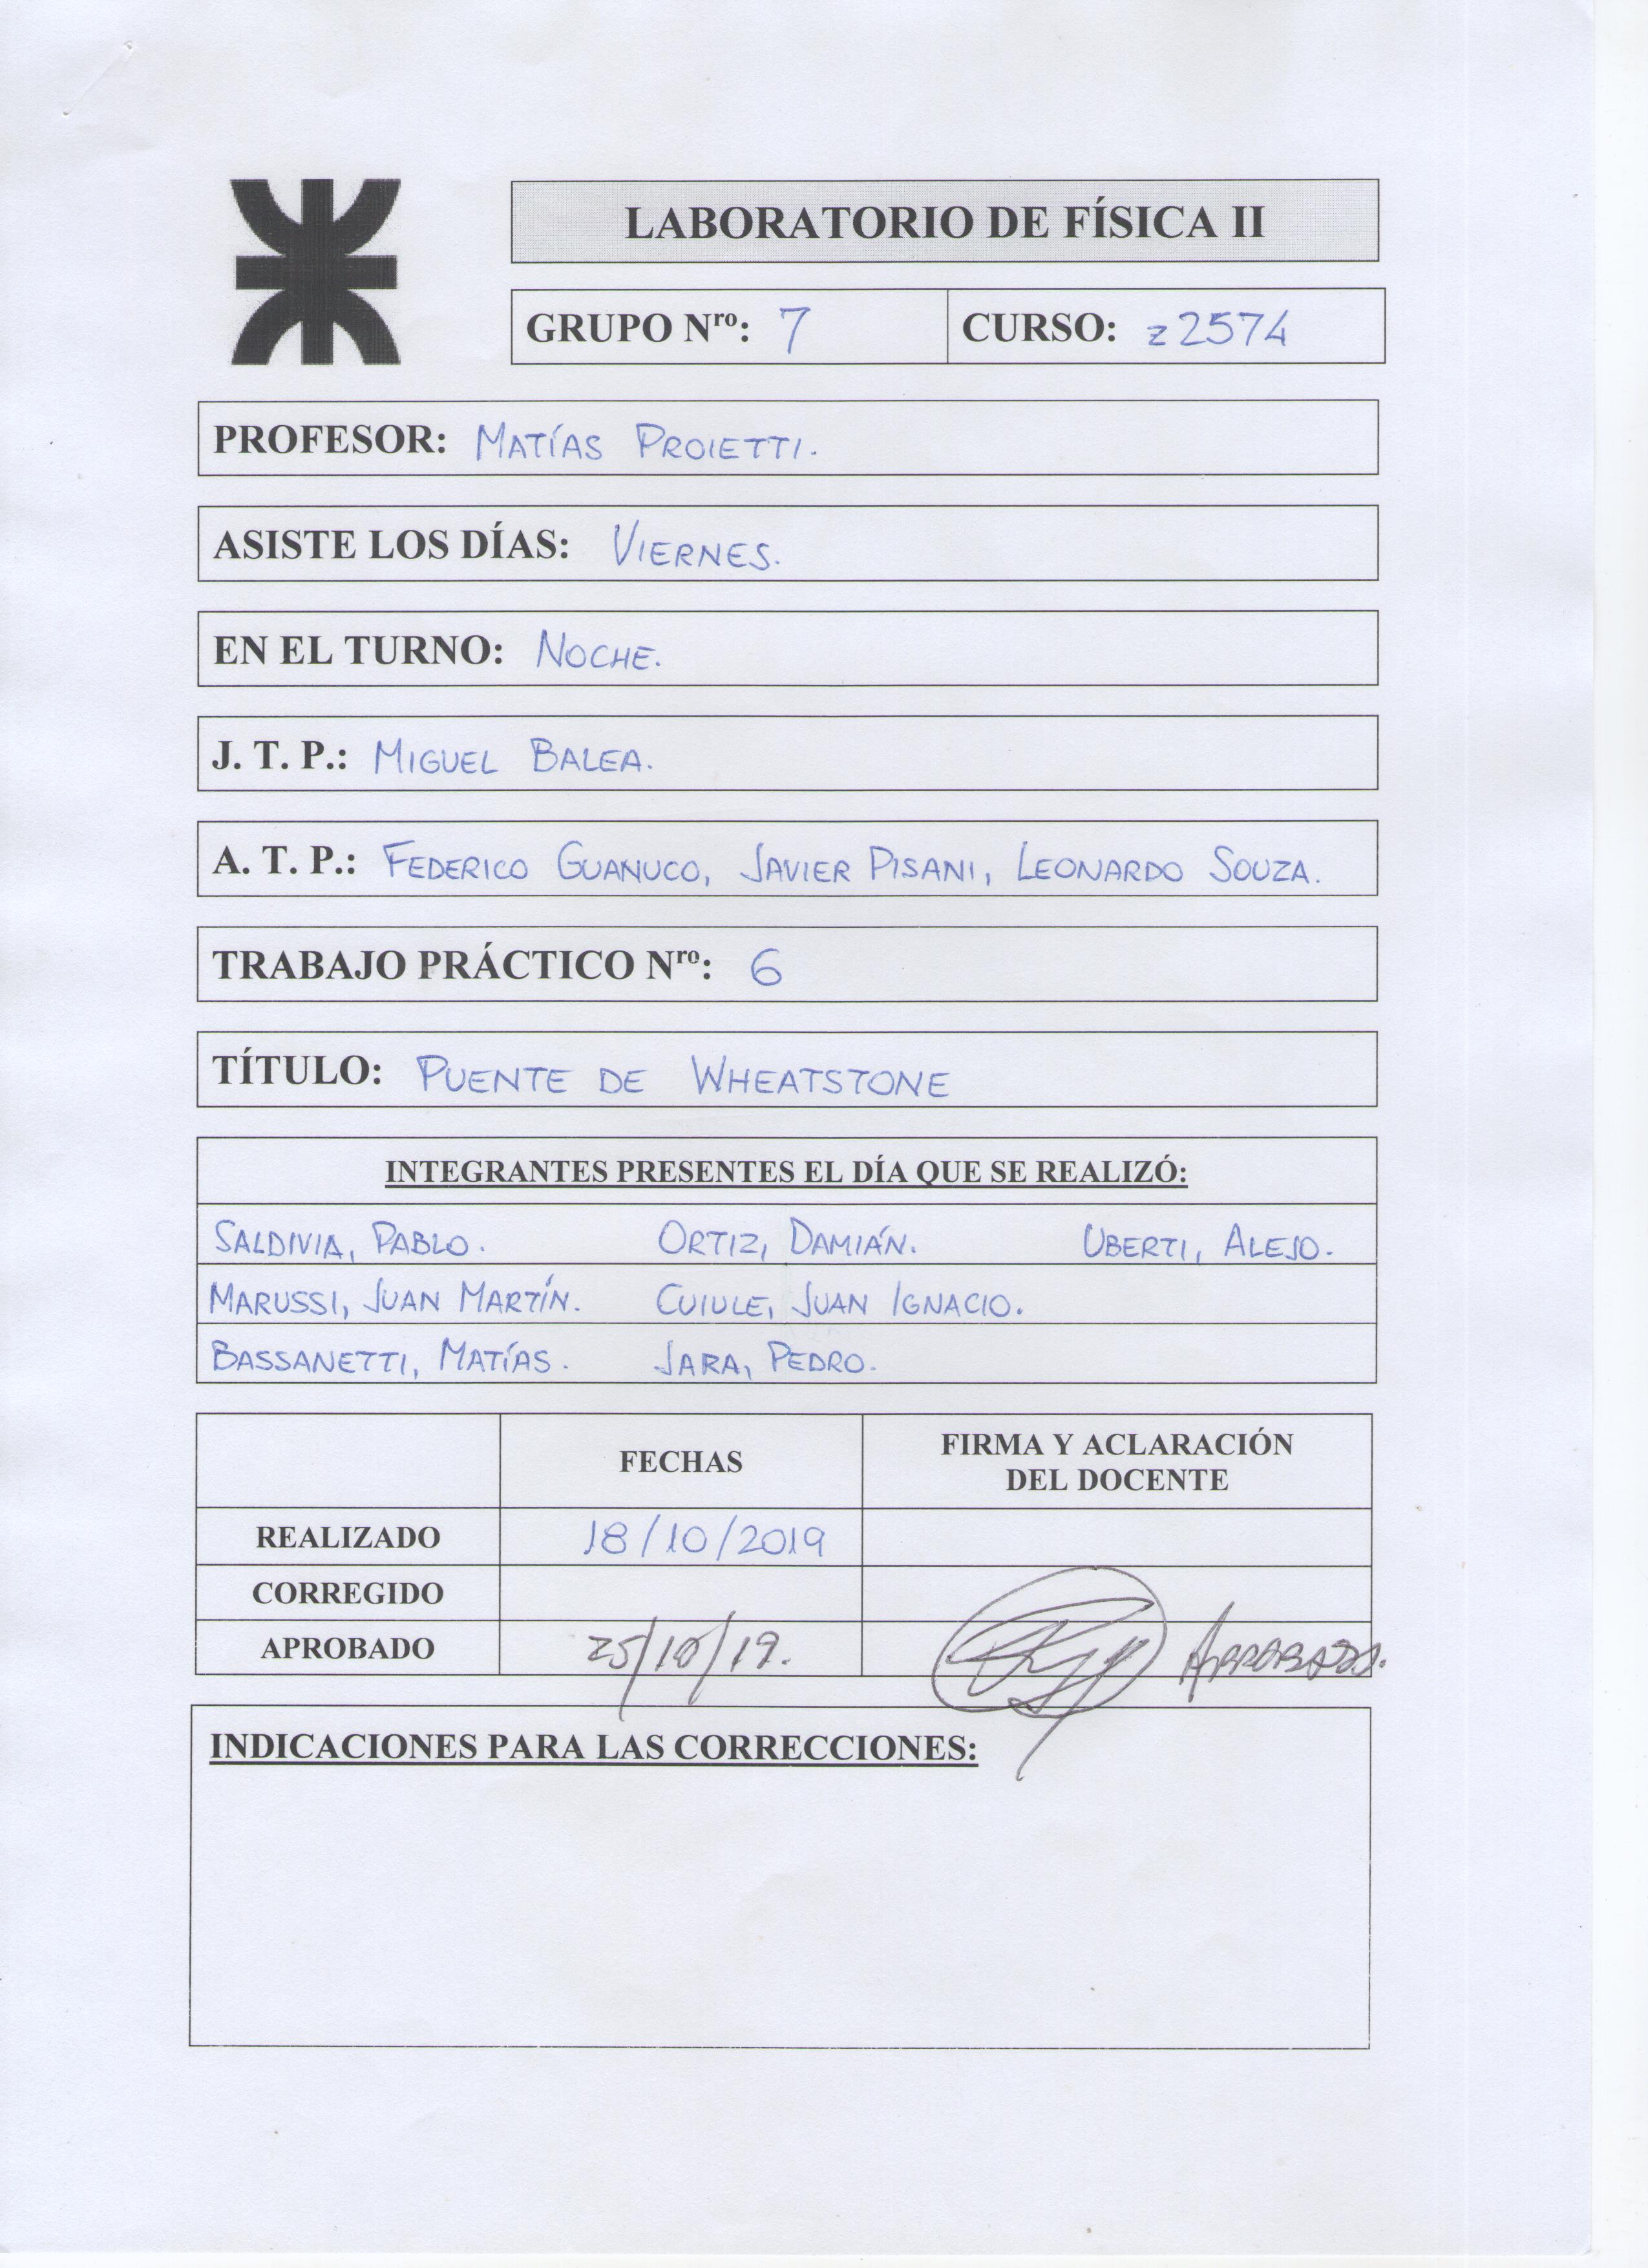 LABORATORIO DE FÍSICA II
GRUPO Nro: 7 CURSO: z2574
PROFESOR: MATÍAS PROIETTI.
ASISTE LOS DÍAS: VIERNES.
EN EL TURNO: NOCHE.
J. T. P.: MIGUEL BALEA.
A. T. P.: FEDERICO GUANUCO, JAVIER PISANI, LEONARDO SOUZA.
TRABAJO PRÁCTICO Nro: 6
TÍTULO: PUENTE DE WHEATSTONE
INTEGRANTES PRESENTES EL DÍA QUE SE REALIZÓ:
SALDIVIA, PABLO. ORTIZ, DAMIÁN. UBERTI, ALEJO.
MARUSSI, JUAN MARTÍN. CUIULE, JUAN IGNACIO.
BASSANETTI, MATÍAS. JARA, PEDRO.
FECHAS FIRMA Y ACLARACIÓN
DEL DOCENTE
REALIZADO 18/10/2019
CORREGIDO
APROBADO 25/10/19. APROBADO.
INDICACIONES PARA LAS CORRECCIONES: